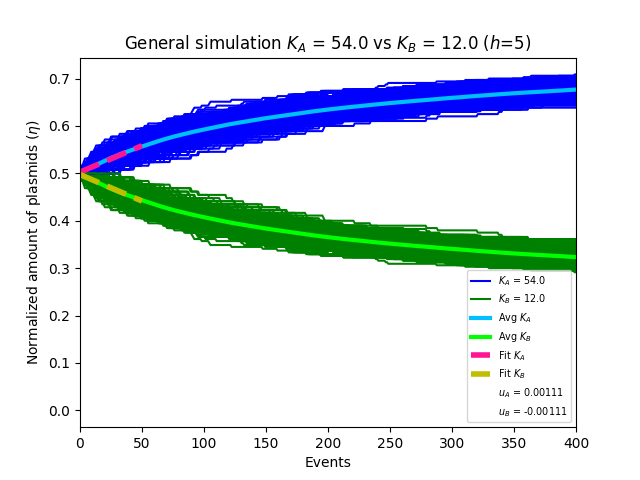 General simulation K_A = 54.0 vs K_B = 12.0 (h=5)
Normalized amount of plasmids (η)
0.7
0.6
0.5
0.4
0.3
0.2
0.1
0.0
K_A = 54.0
K_B = 12.0
Avg K_A
Avg K_B
Fit K_A
Fit K_B
u_A = 0.00111
u_B = -0.00111
0 50 100 150 200 250 300 350 400
Events